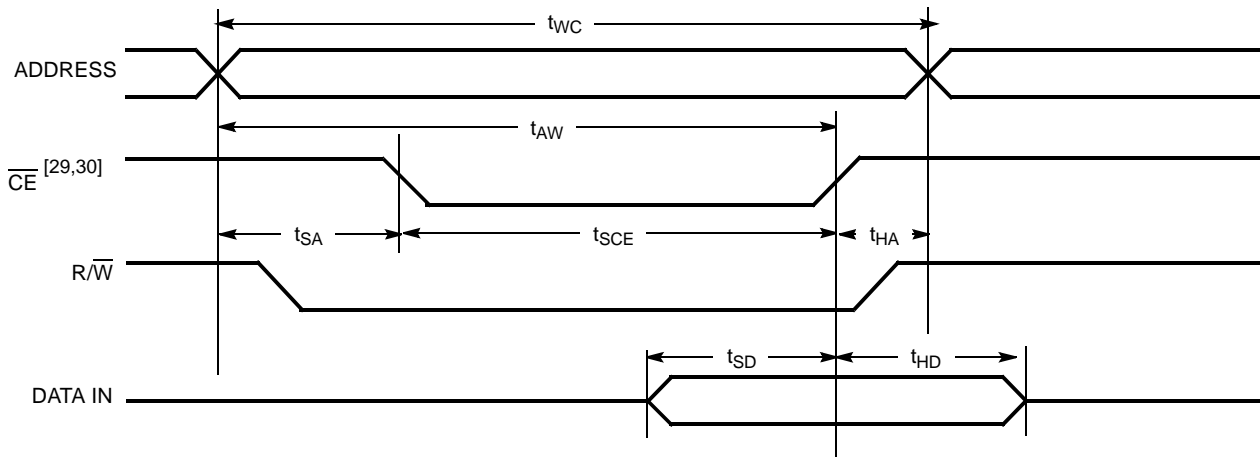 tWC
ADDRESS
tAW
CE [29,30]
tSA tSCE tHA
R/W
tSD tHD
DATA IN